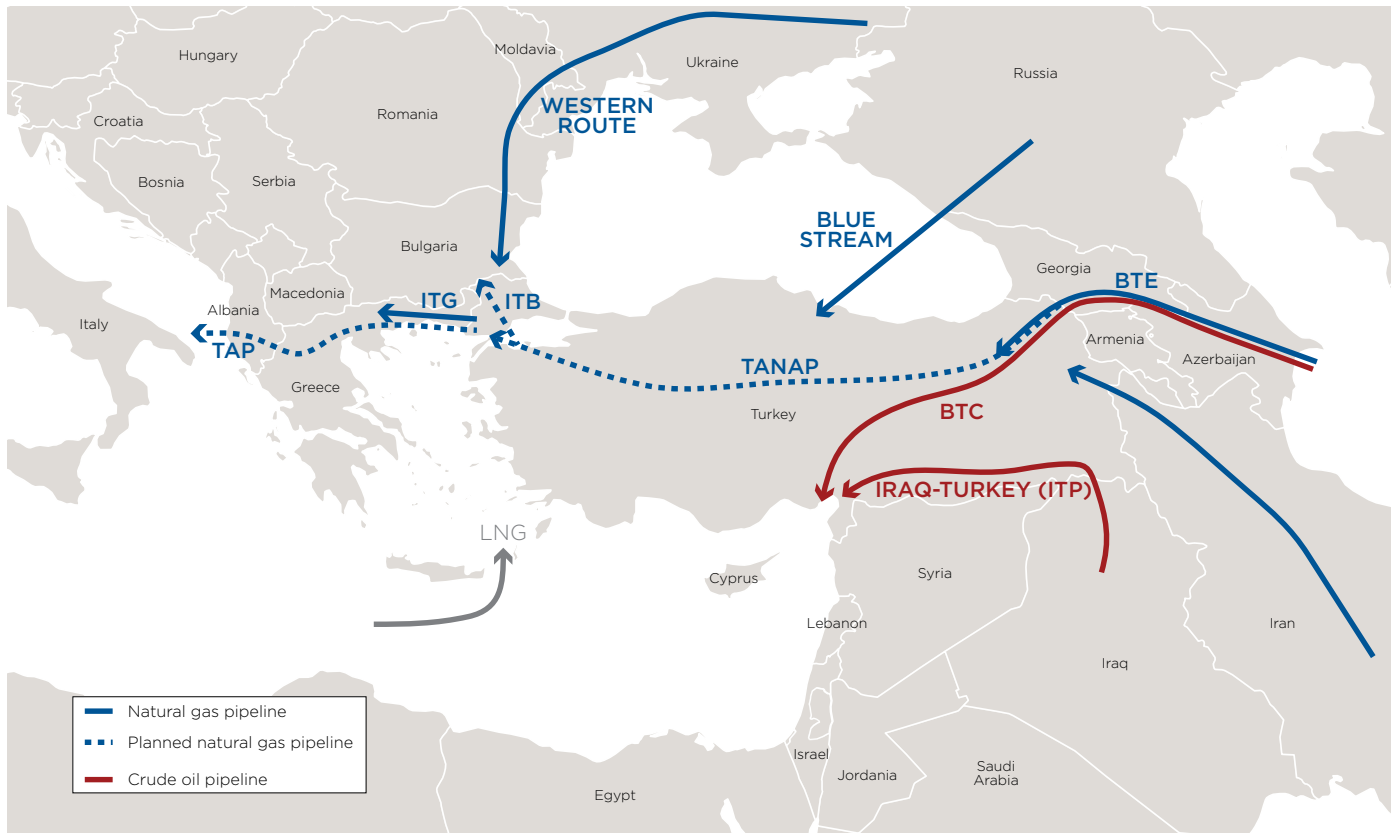 Hungary
Moldavia
Ukraine
Russia
Croatia
Romania
WESTERN
ROUTE
Bosnia
Serbia
BLUE
STREAM
Bulgaria
Georgia
BTE
Macedonia
ITG
ITB
Albania
Italy
TAP
Armenia
Azerbaijan
TANAP
Greece
Turkey
BTC
IRAQ-TURKEY (ITP)
LNG
Cyprus
Syria
Lebanon
Iran
Iraq
Natural gas pipeline
Planned natural gas pipeline
Crude oil pipeline
Israel
Jordania
Saudi
Arabia
Egypt